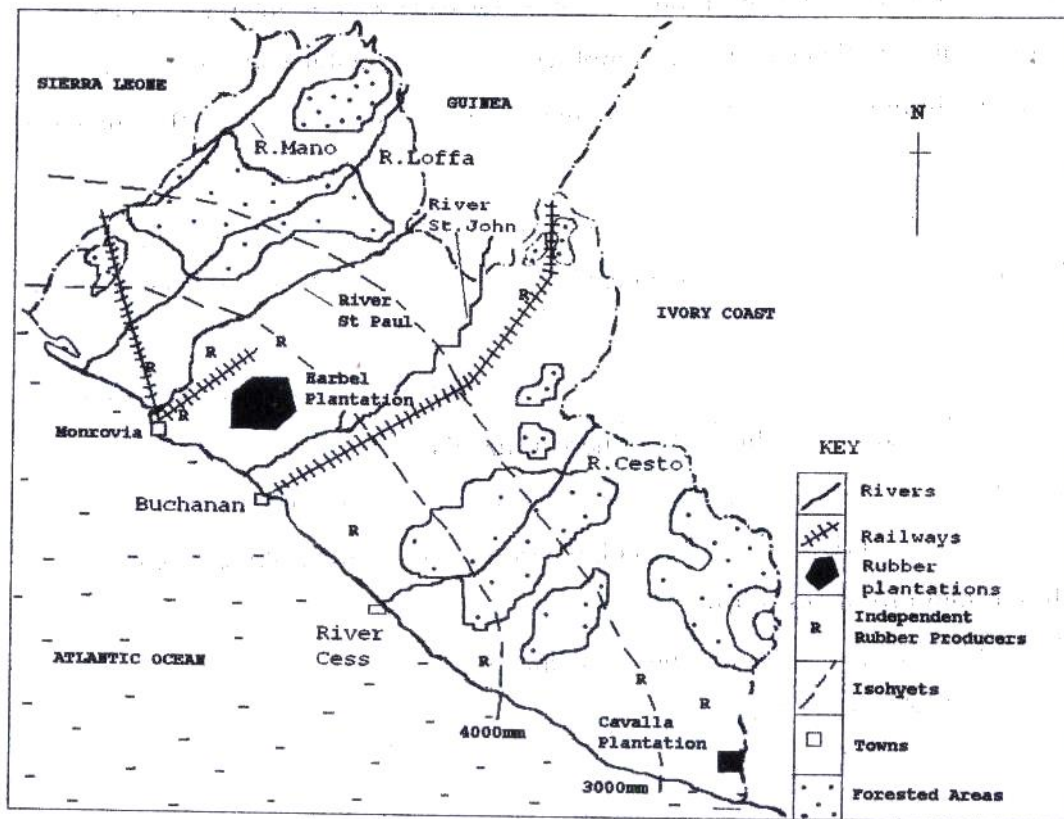 SIERRA LEONE
GUINEA
N
R.Mano
R.Loffa
River
St.John
River
St Paul
IVORY COAST
R
R
R
R
R
Harbel
Plantation
Monrovia
KEY
R.Cesto
Buchanan
Rivers
Railways
Rubber
plantations
R
Independent
Rubber Producers
R
River
Cess
ATLANTIC OCEAN
R
R
R
Isohyets
4000mm
Cavalla
Plantation
Towns
3000mm
Forested Areas